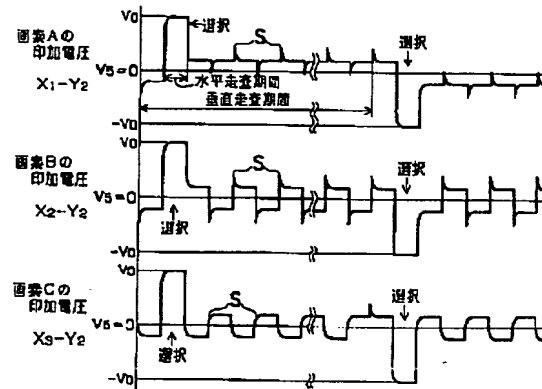 画素Aの
印加電圧
X₁-Y₂
V₀
V₅=0
-V₀
選択
S
選択
水平走査期間
垂直走査期間
画素Bの
印加電圧
X₂-Y₂
V₀
V₅=0
-V₀
選択
S
選択
画素Cの
印加電圧
X₃-Y₂
V₀
V₅=0
-V₀
選択
S
選択